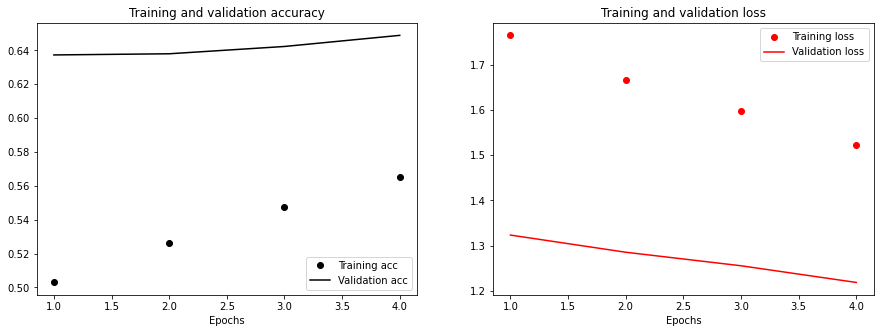 Training and validation accuracy
0.64
0.62
0.60
0.58
0.56
0.54
0.52
0.50
Training acc
Validation acc
1.0 1.5 2.0 2.5 3.0 3.5 4.0
Epochs
Training and validation loss
Training loss
Validation loss
1.7
1.6
1.5
1.4
1.3
1.2
1.0 1.5 2.0 2.5 3.0 3.5 4.0
Epochs